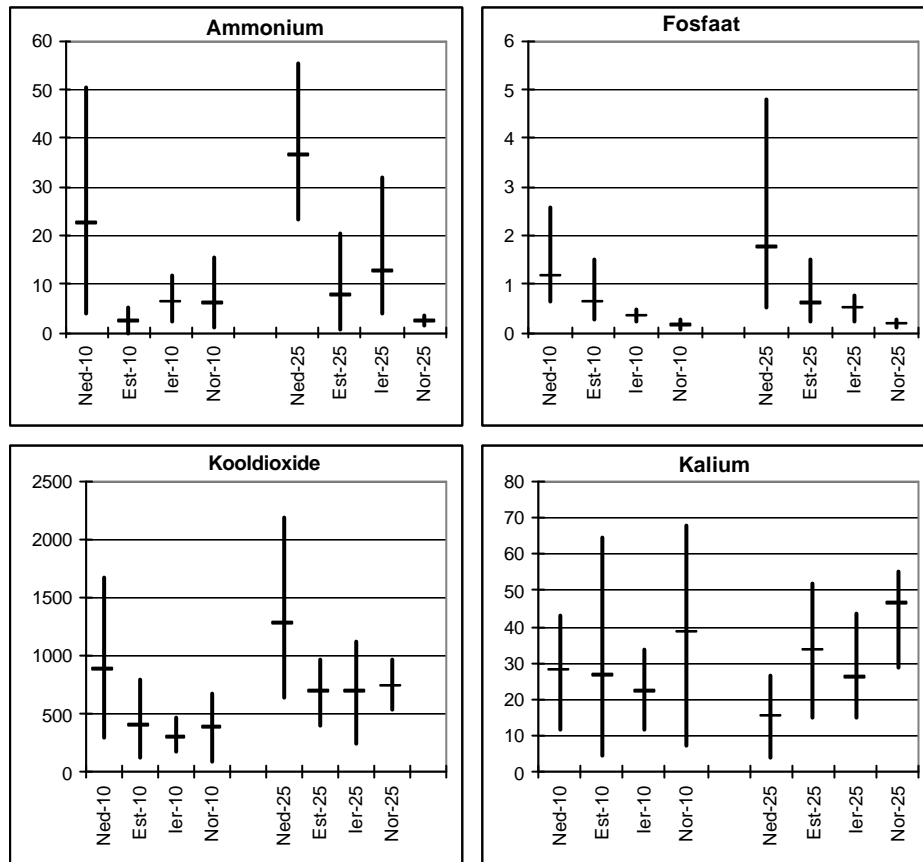 Ammonium
60
50
40
30
20
10
0
Ned-10
Est-10
Ier-10
Nor-10
Ned-25
Est-25
Ier-25
Nor-25
Fosfaat
6
5
4
3
2
1
0
Ned-10
Est-10
Ier-10
Nor-10
Ned-25
Est-25
Ier-25
Nor-25
Kooldioxide
2500
2000
1500
1000
500
0
Ned-10
Est-10
Ier-10
Nor-10
Ned-25
Est-25
Ier-25
Nor-25
Kalium
80
70
60
50
40
30
20
10
0
Ned-10
Est-10
Ier-10
Nor-10
Ned-25
Est-25
Ier-25
Nor-25